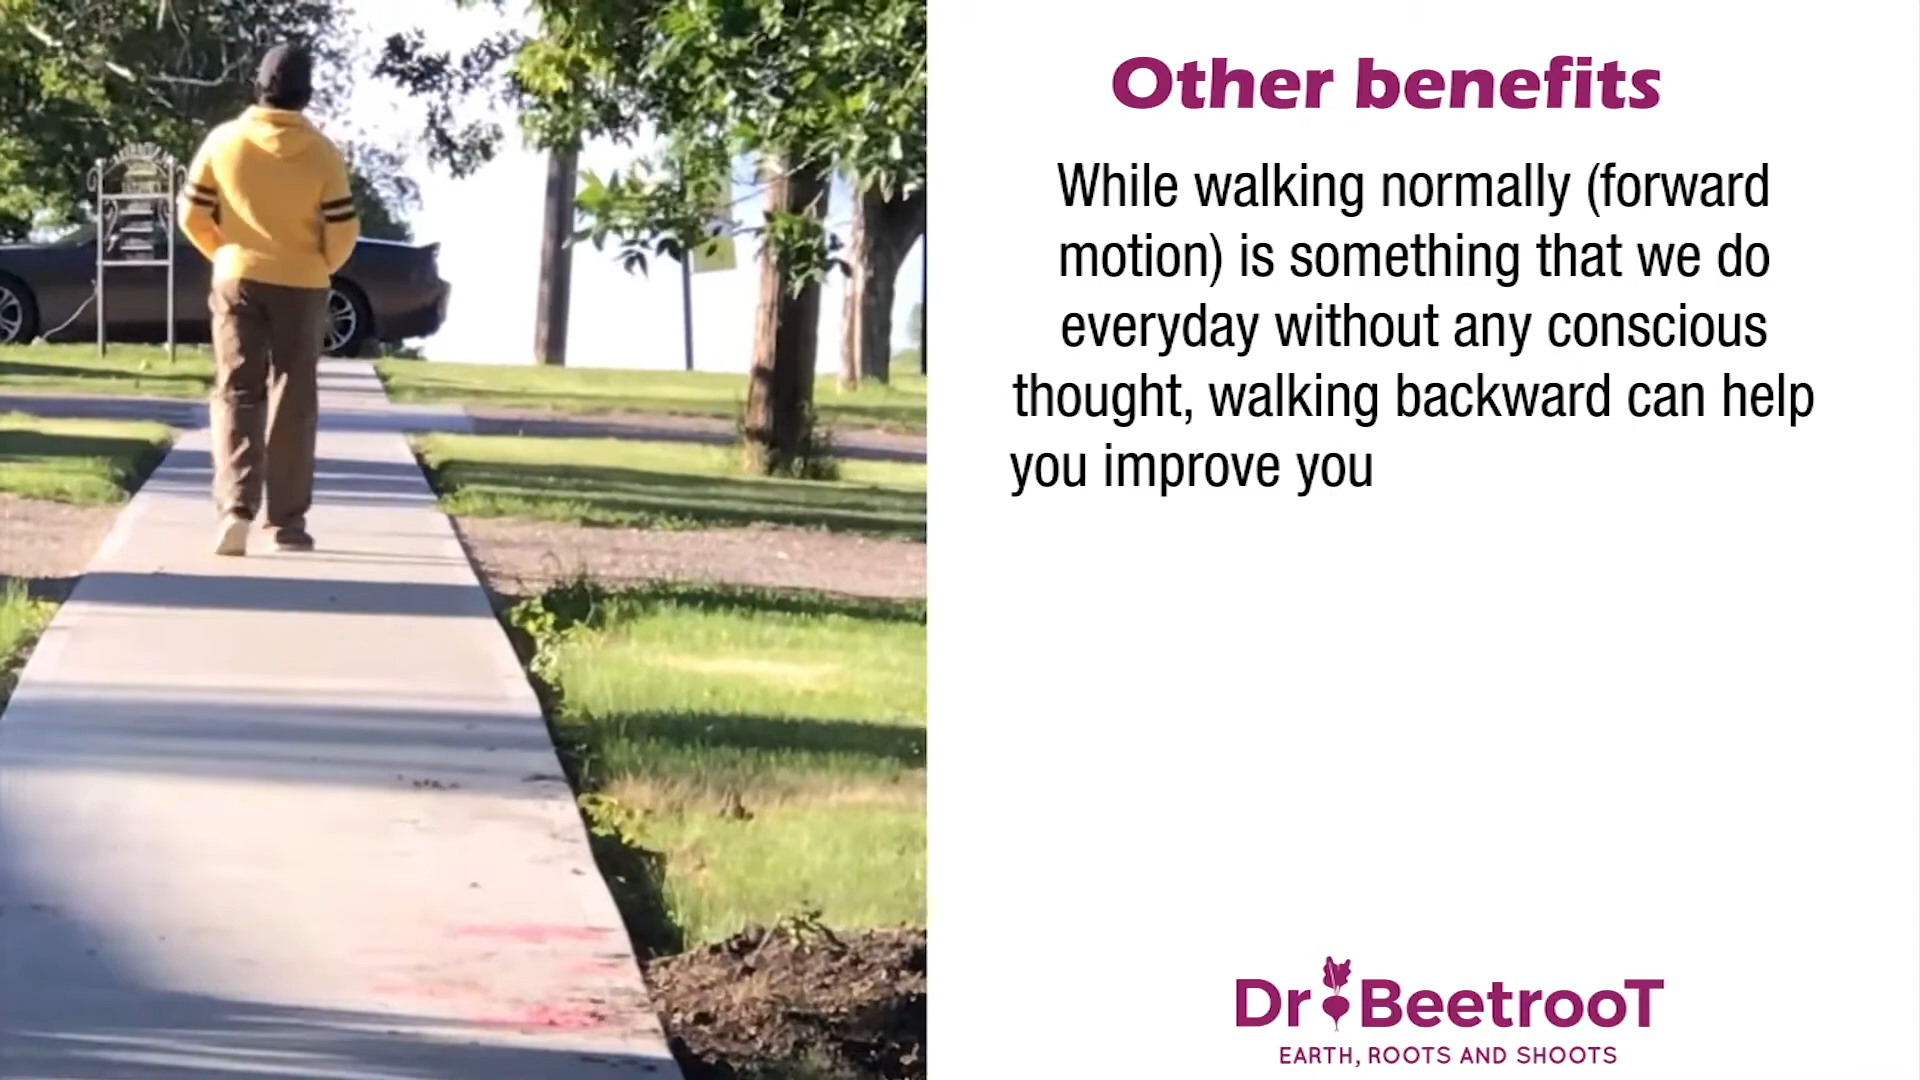 Other benefits
While walking normally (forward
motion) is something that we do
everyday without any conscious
thought, walking backward can help
you improve you
Dr BeetrooT
EARTH, ROOTS AND SHOOTS